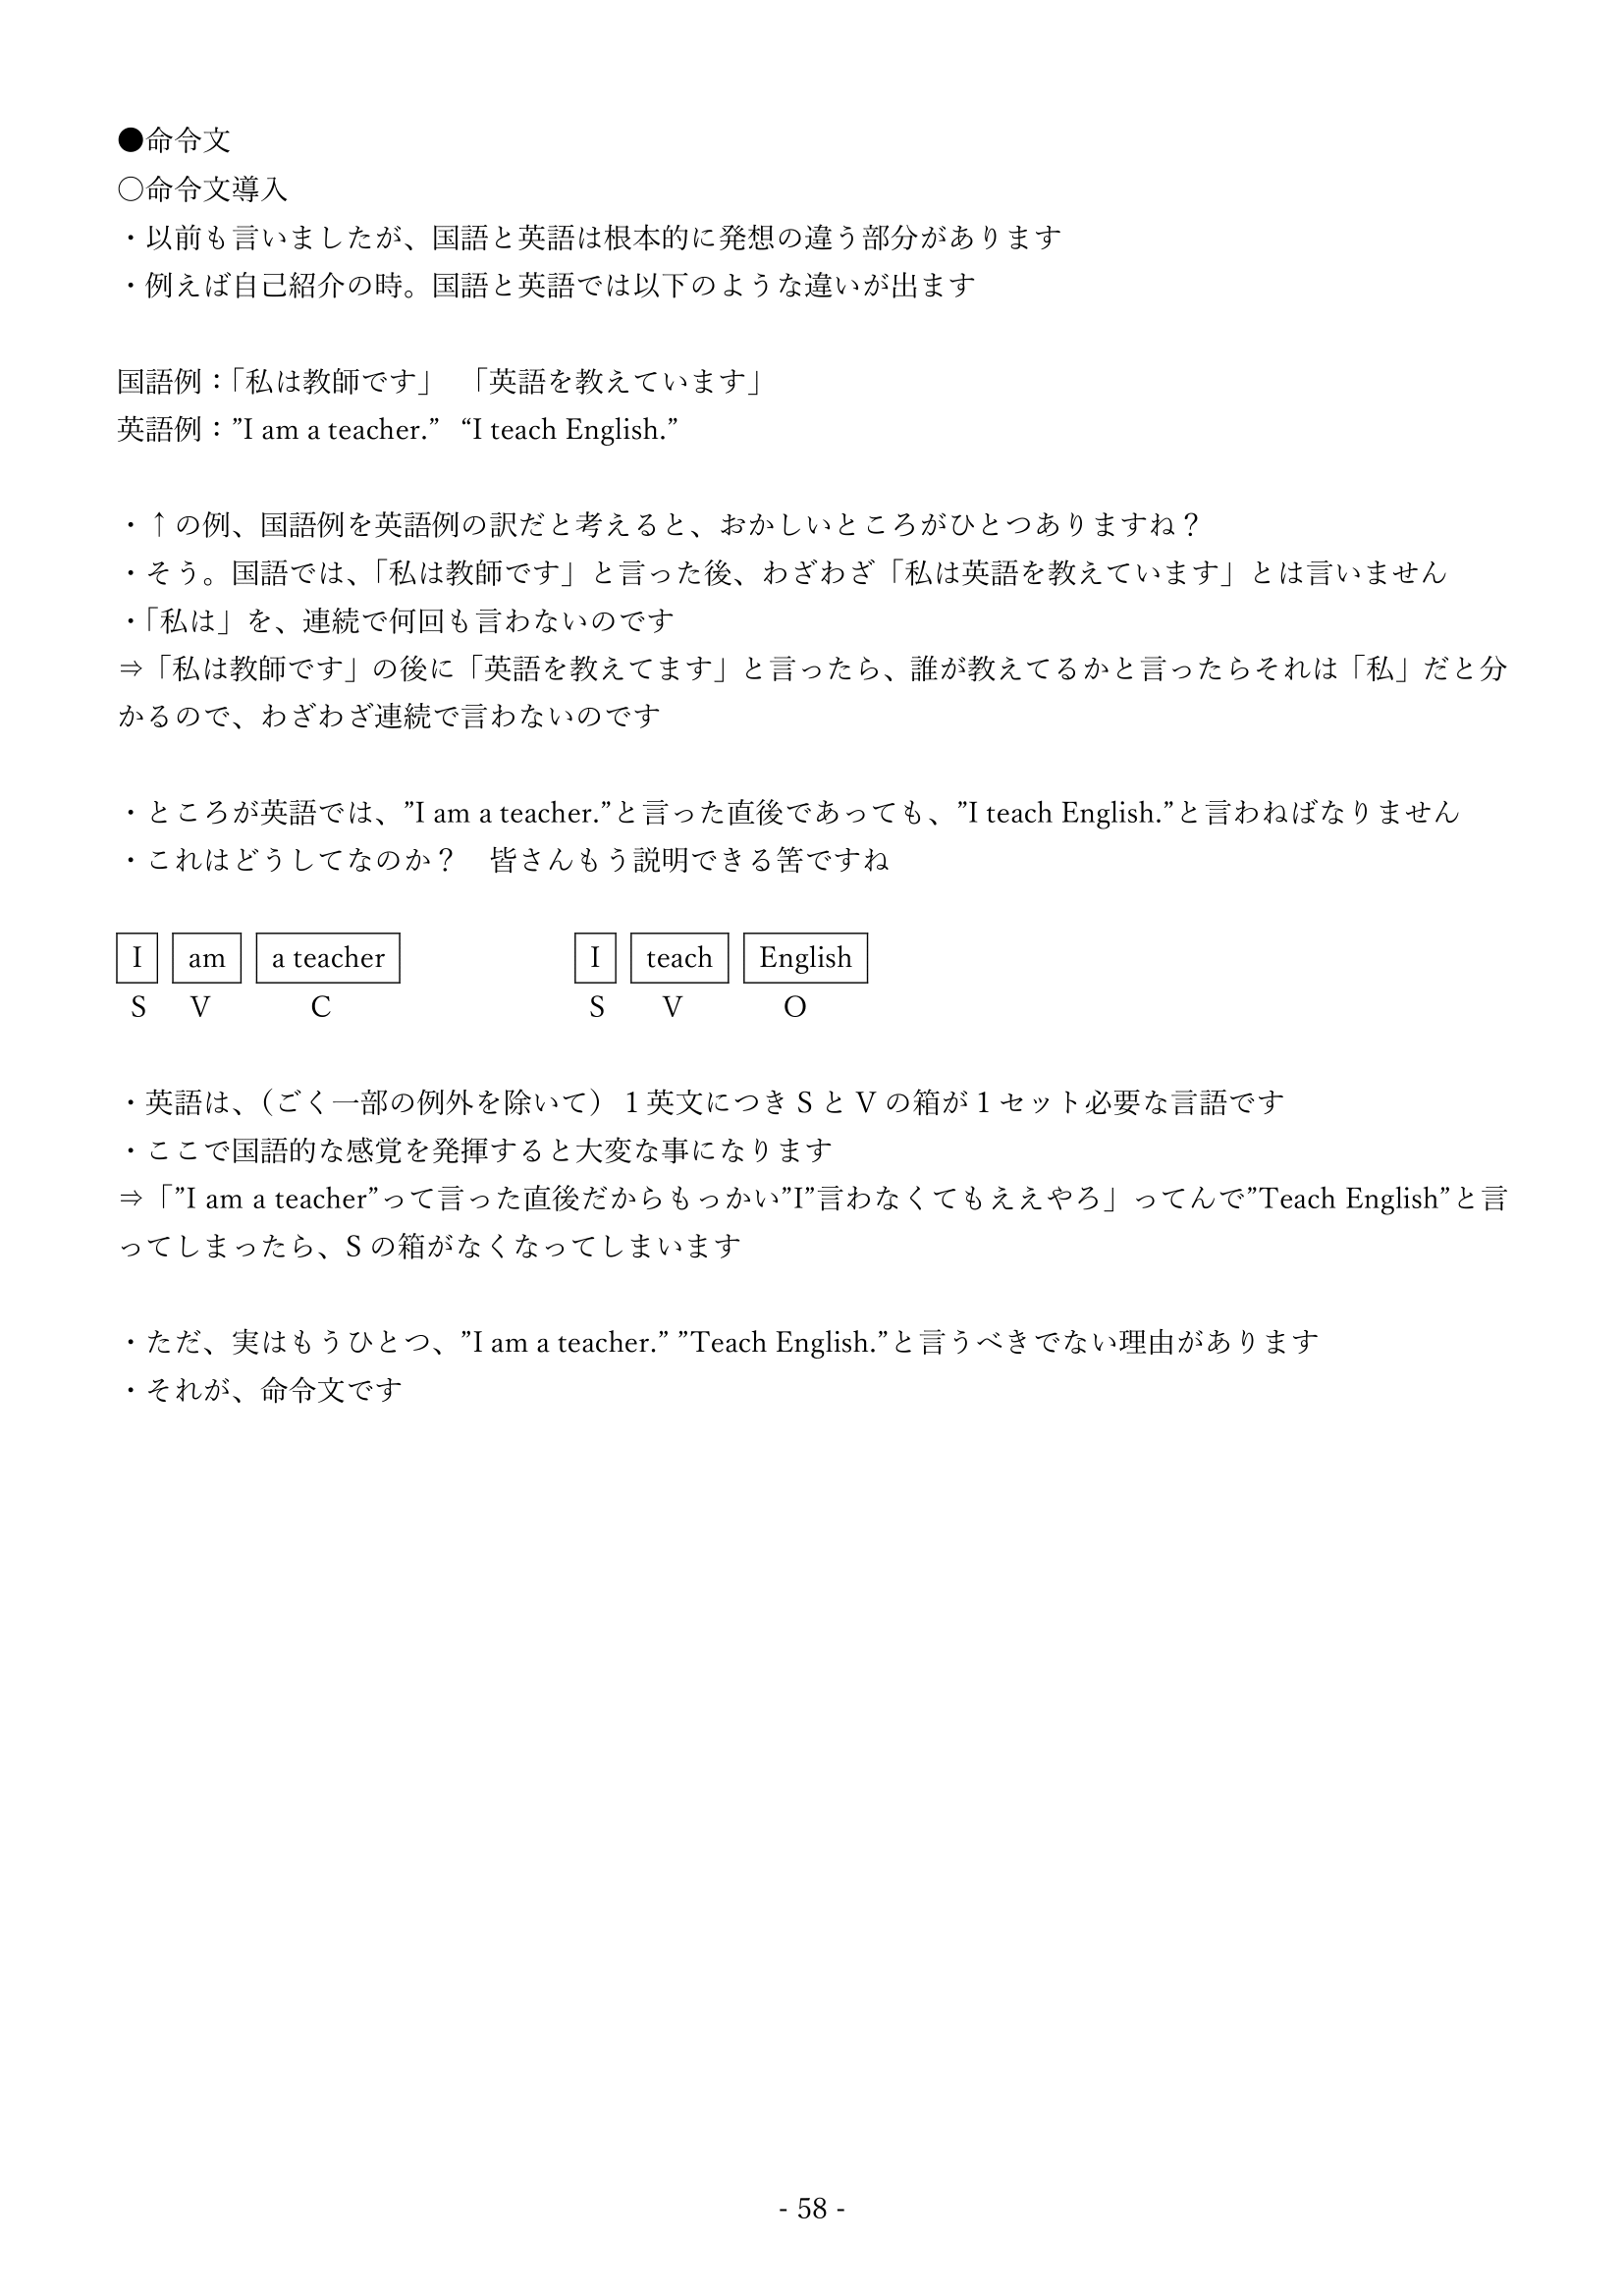 ●命令文
○命令文導入
・以前も言いましたが、国語と英語は根本的に発想の違う部分があります
・例えば自己紹介の時。国語と英語では以下のような違いが出ます
国語例：「私は教師です」　「英語を教えています」
英語例：”I am a teacher.”　“I teach English.”
・↑の例、国語例を英語例の訳だと考えると、おかしいところがひとつありますね？
・そう。国語では、「私は教師です」と言った後、わざわざ「私は英語を教えています」とは言いません
・「私は」を、連続で何回も言わないのです
⇒「私は教師です」の後に「英語を教えてます」と言ったら、誰が教えてるかと言ったらそれは「私」だと分
かるので、わざわざ連続で言わないのです
・ところが英語では、”I am a teacher.”と言った直後であっても、”I teach English.”と言わねばなりません
・これはどうしてなのか？　皆さんもう説明できる筈ですね
I am a teacher I teach English
S V C S V O
・英語は、（ごく一部の例外を除いて）１英文につき S と V の箱が１セット必要な言語です
・ここで国語的な感覚を発揮すると大変な事になります
⇒「”I am a teacher”って言った直後だからもっかい”I”言わなくてもええやろ」ってんで”Teach English”と言
ってしまったら、S の箱がなくなってしまいます
・ただ、実はもうひとつ、”I am a teacher.” ”Teach English.”と言うべきでない理由があります
・それが、命令文です
- 58 -